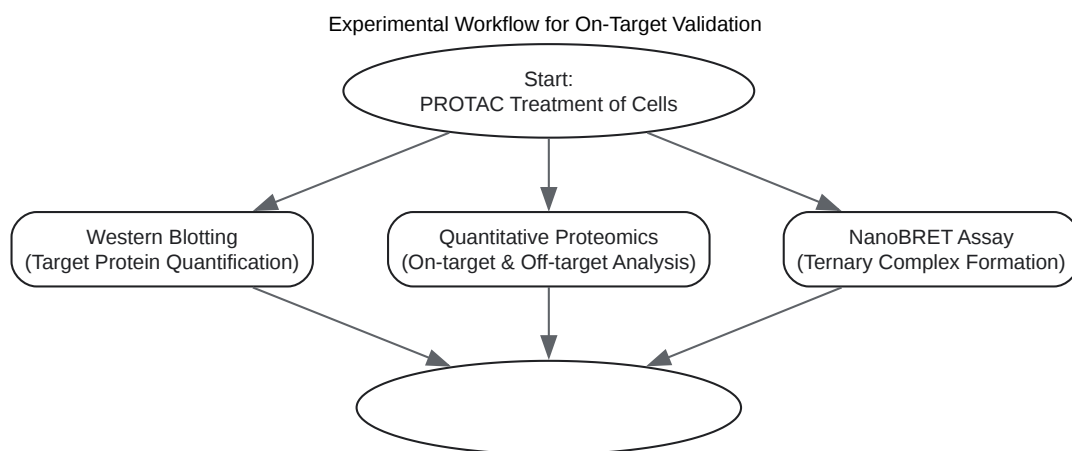 Experimental Workflow for On-Target Validation
Start:
PROTAC Treatment of Cells
Western Blotting
(Target Protein Quantification)
Quantitative Proteomics
(On-target & Off-target Analysis)
NanoBRET Assay
(Ternary Complex Formation)